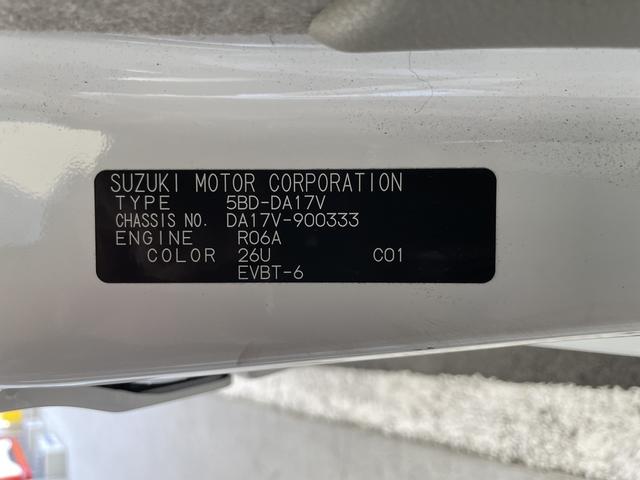 SUZUKI MOTOR CORPORATION
TYPE 5BD-DA17V
CHASSIS NO. DA17V-900333
ENGINE R06A
COLOR 26U C01
EVBT-6